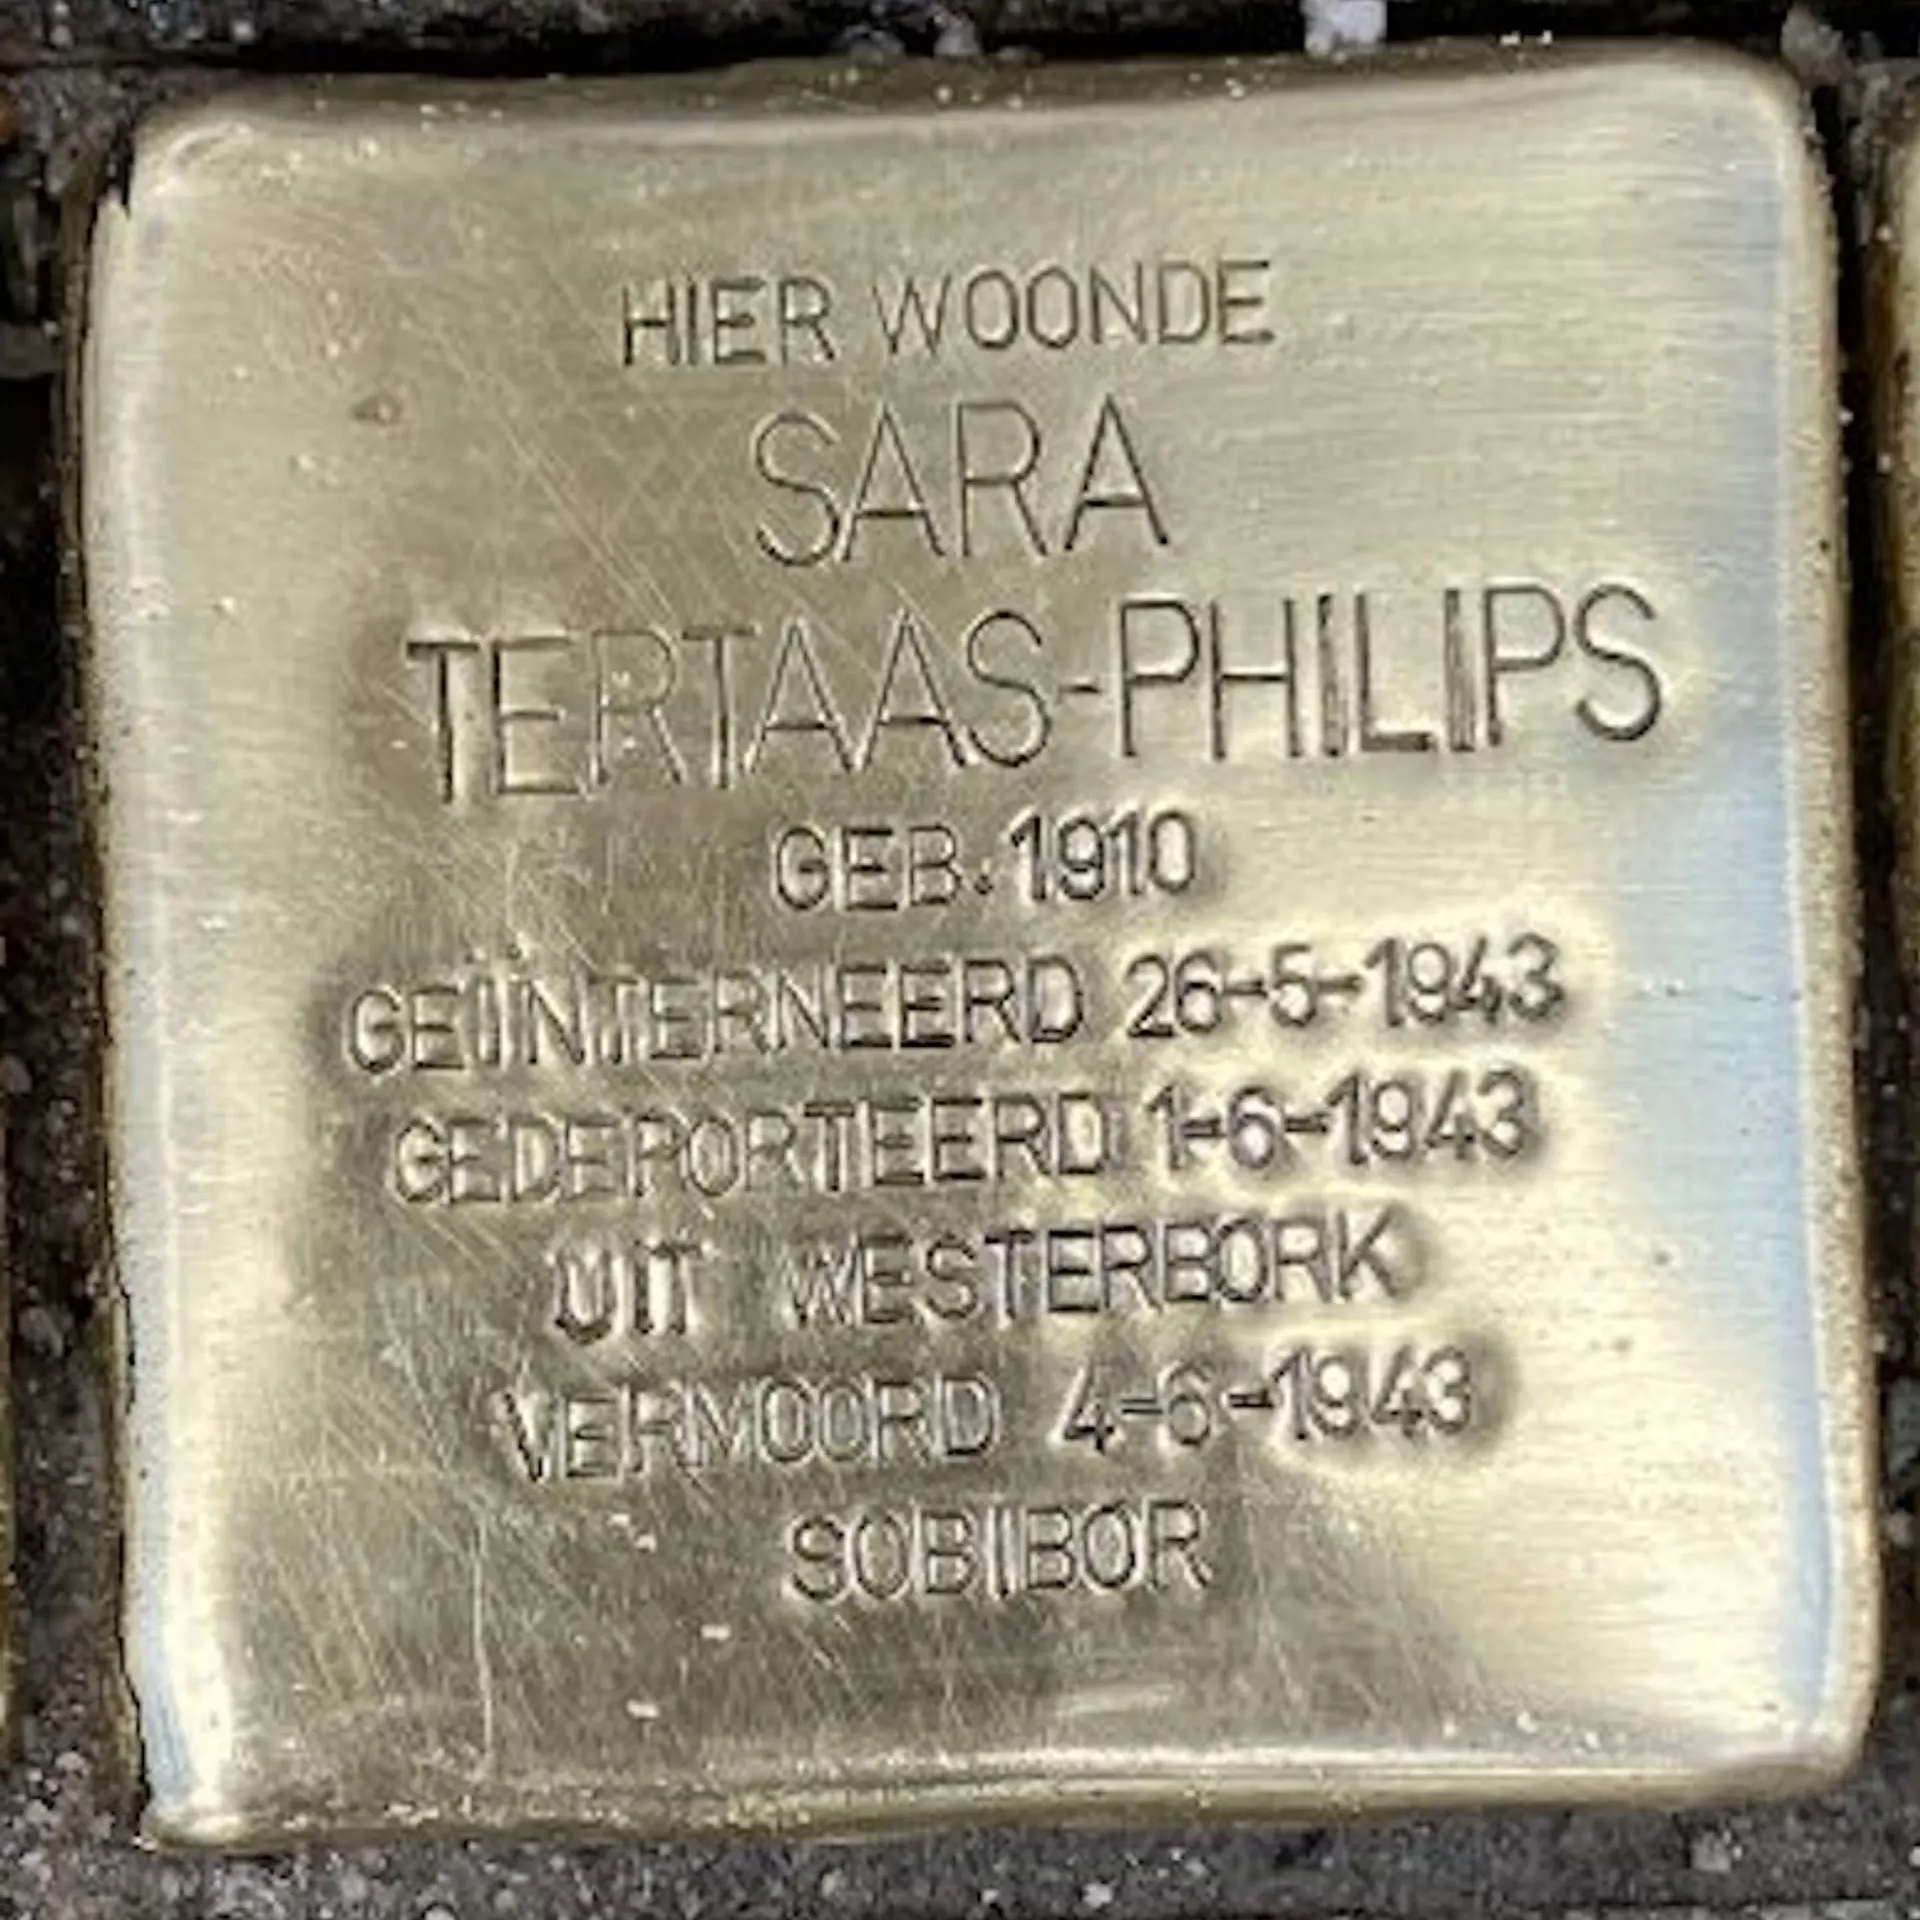 HIER WOONDE
SARA
TERTAAS-PHILIPS
GEB. 1910
GEÏNTERNEERD 26-5-1943
GEDEPORTEERD 1-6-1943
UIT WESTERBORK
VERMOORD 4-6-1943
SOBIBOR